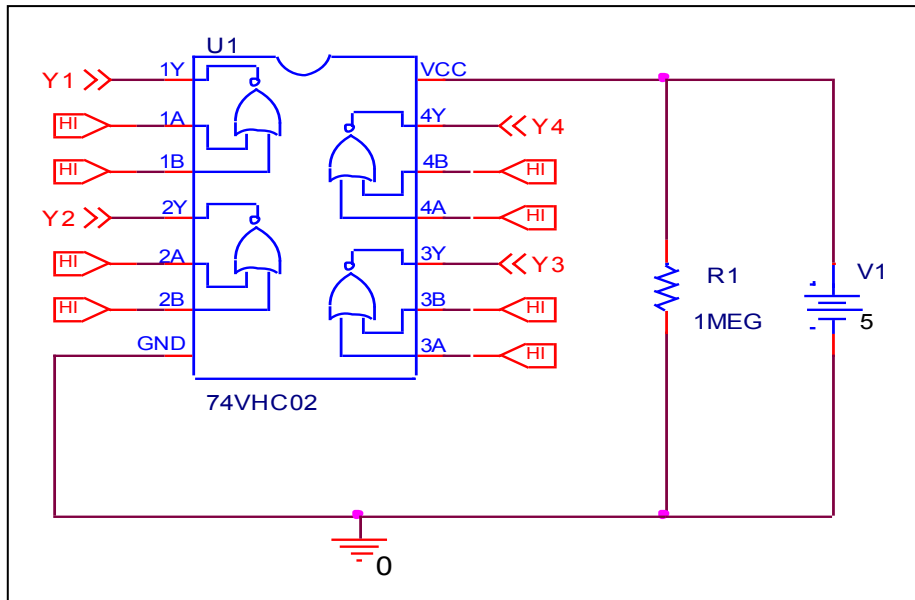 U1
Y1
1Y
VCC
HI
1A
4Y
Y4
HI
1B
4B
HI
Y2
2Y
4A
HI
HI
2A
3Y
Y3
HI
2B
3B
HI
GND
3A
HI
74VHC02
R1
1MEG
V1
5
0